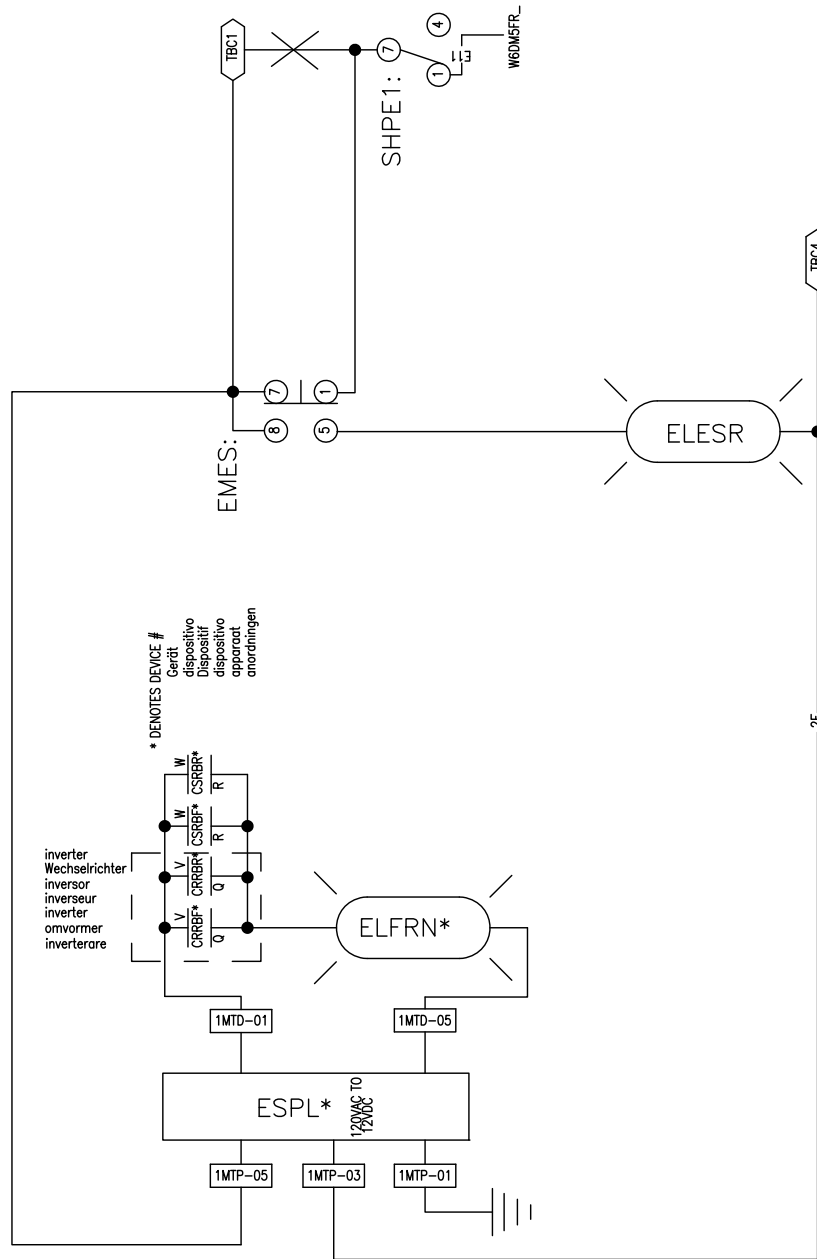 TBC1
4
7
1
E11
SHPE1:
W6DM5FR_
7
1
8
5
EMES:
ELESR
* DENOTES DEVICE #
Gerät
dispositivo
Dispositif
dispositivo
apparaat
anordningen
inverter
Wechselrichter
inversor
inverseur
inverter
omvormer
inverterare
V
CRRBF*
Q
V
CRRBR*
Q
W
CSRBF*
R
W
CSRBR*
R
ELFRN*
1MTD-01
1MTD-05
ESPL*
120VAC TO
12VDC
1MTP-05
1MTP-03
1MTP-01